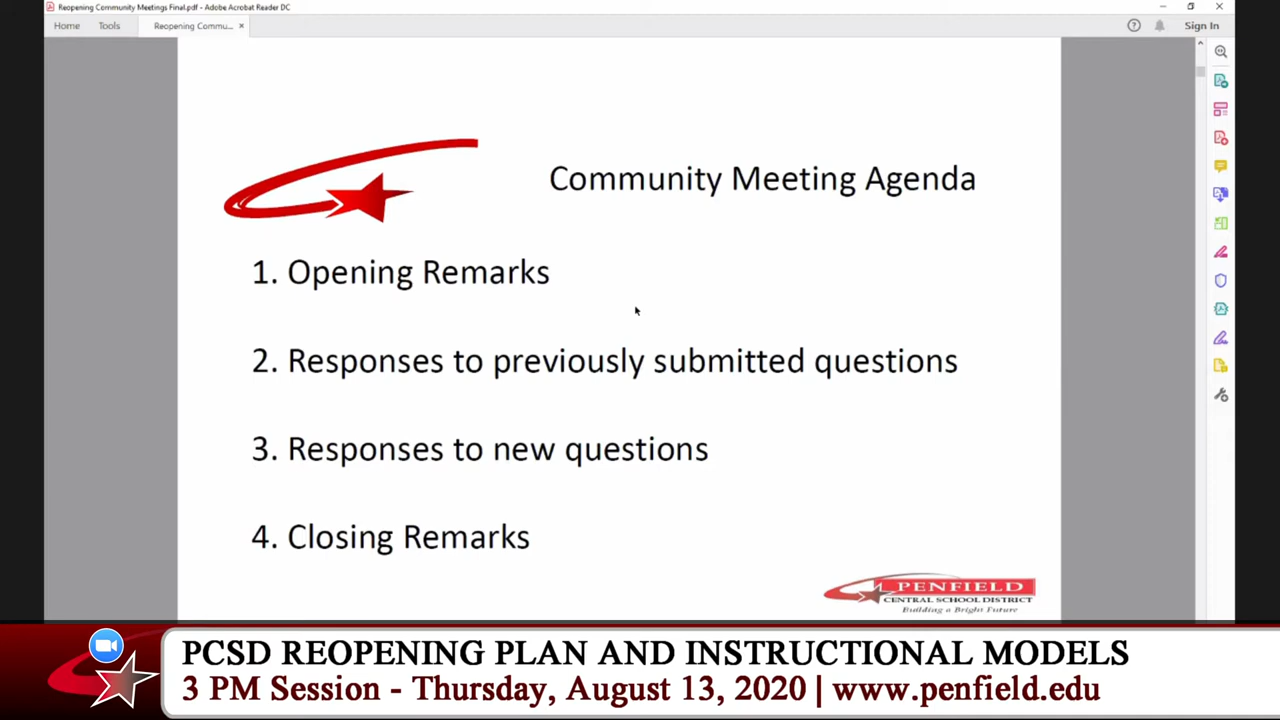 Reopening Community Meetings Final.pdf - Adobe Acrobat Reader DC
Home Tools Reopening Commu... × Sign In
Community Meeting Agenda
1. Opening Remarks
2. Responses to previously submitted questions
3. Responses to new questions
4. Closing Remarks
PENFIELD
CENTRAL SCHOOL DISTRICT
Building a Bright Future
PCSD REOPENING PLAN AND INSTRUCTIONAL MODELS
3 PM Session - Thursday, August 13, 2020 | www.penfield.edu